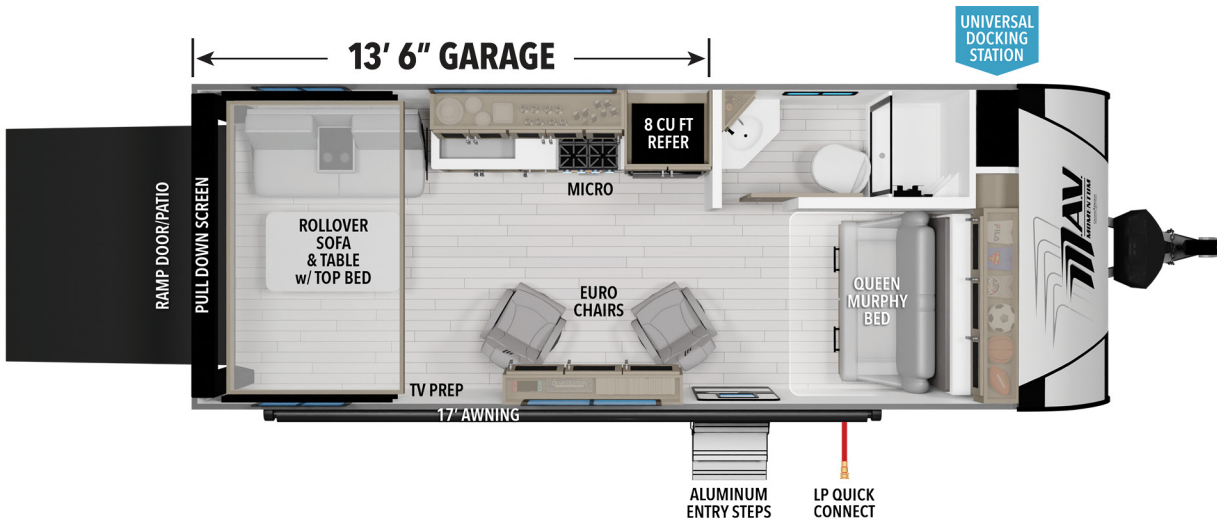 UNIVERSAL
DOCKING
STATION
13' 6" GARAGE
8 CU FT
REFER
MICRO
RAMP DOOR/PATIO
PULL DOWN SCREEN
ROLLOVER
SOFA
& TABLE
w/ TOP BED
EURO
CHAIRS
QUEEN
MURPHY
BED
M.A.V.
MOMENTUM
TV PREP
17' AWNING
ALUMINUM
ENTRY STEPS
LP QUICK
CONNECT